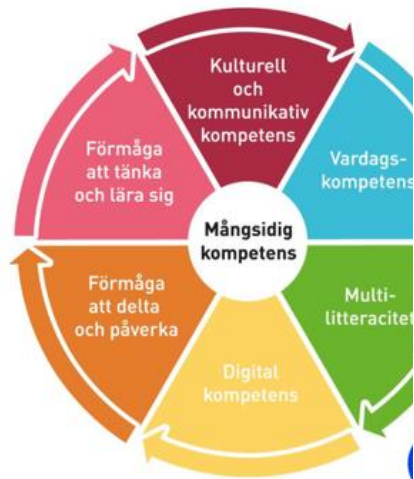 Kulturell
och
kommunikativ
kompetens
Vardags-
kompetens
Multi-
litteracitet
Digital
kompetens
Förmåga
att delta
och påverka
Förmåga
att tänka
och lära sig
Mångsidig
kompetens